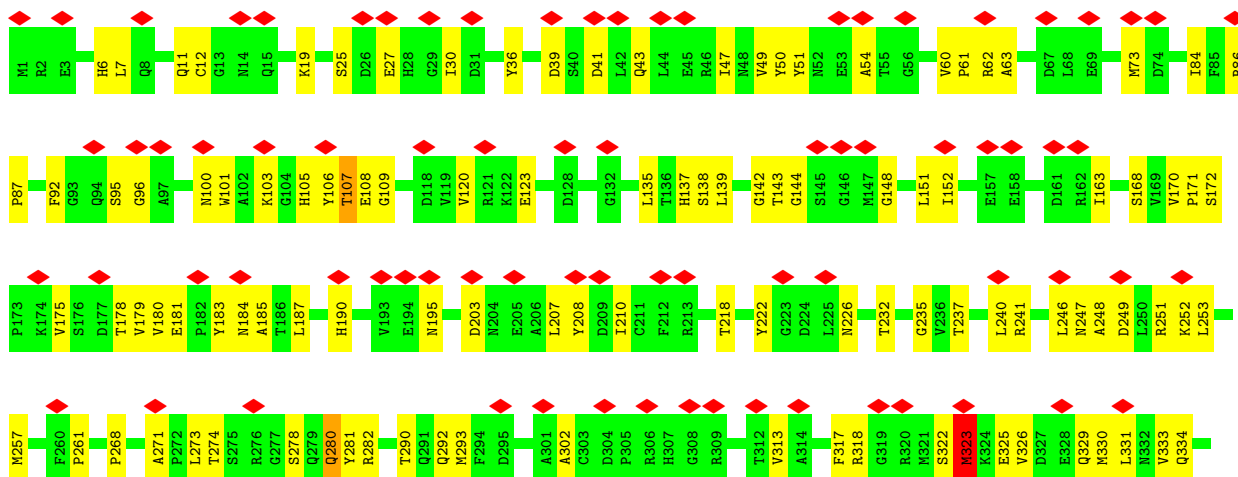 M1 R2 E3 H6 L7 Q8 Q11 C12 G13 N14 Q15 K19 S25 D26 E27 H28 G29 I30 D31 Y36 D39 S40 D41 L42 Q43 L44 E45 R46 I47 N48 V49 Y50 Y51 N52 E53 A54 T55 G56 V60 P61 R62 A63 D67 L68 E69 M73 D74 I84 F85 R86
P87 F92 G93 Q94 S95 G96 A97 N100 W101 A102 K103 G104 H105 Y106 T107 E108 G109 D118 V119 V120 R121 K122 E123 D128 G132 L135 T136 H137 S138 L139 G142 T143 G144 S145 G146 M147 G148 L151 I152 E157 E158 D161 R162 I163 S168 V169 V170 P171 S172
P173 K174 V175 S176 D177 T178 V179 V180 E181 P182 Y183 N184 A185 T186 L187 H190 V193 E194 N195 D203 N204 E205 A206 L207 Y208 D209 I210 C211 F212 R213 T218 Y222 G223 D224 L225 N226 T232 G235 V236 T237 L240 R241 L246 N247 A248 D249 L250 R251 K252 L253
M257 F260 P261 P268 A271 P272 L273 T274 S275 R276 G277 S278 Q279 Q280 Y281 R282 T290 Q291 Q292 M293 F294 D295 A301 A302 C303 D304 P305 R306 H307 G308 R309 T312 V313 A314 F317 R318 G319 R320 M321 S322 M323 K324 E325 V326 D327 E328 Q329 M330 L331 N332 V333 Q334